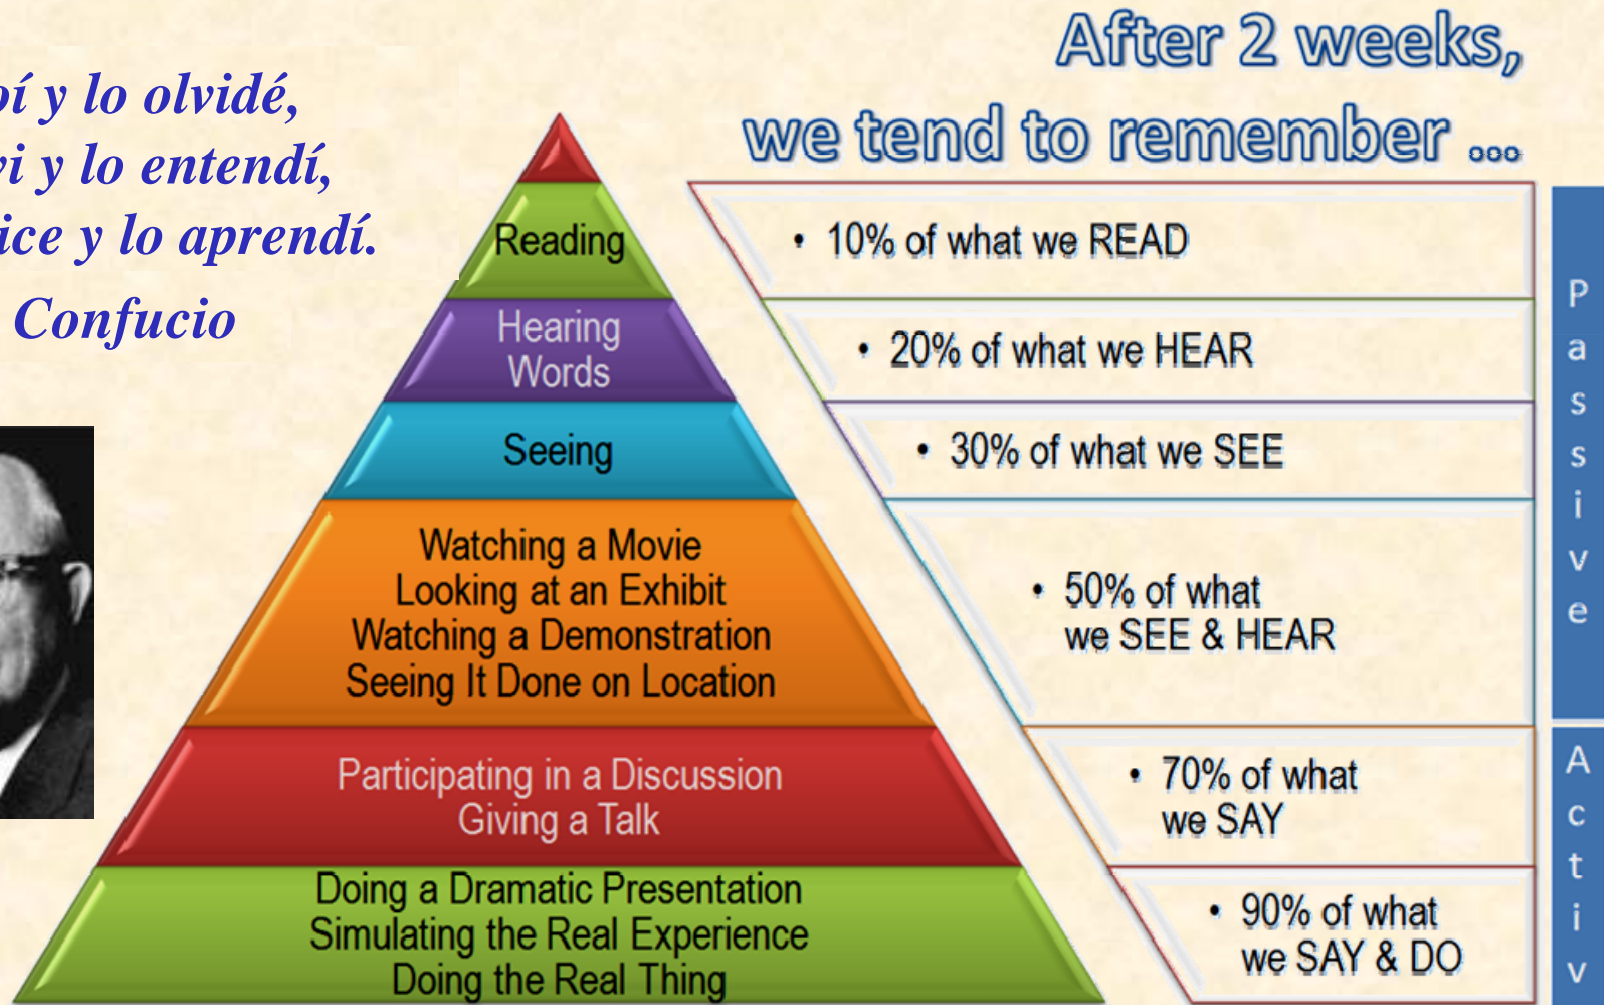 y lo olvidé,
y lo entendí,
y lo aprendí.
Confucio
After 2 weeks,
we tend to remember ...
Reading
Hearing
Words
Seeing
Watching a Movie
Looking at an Exhibit
Watching a Demonstration
Seeing It Done on Location
Participating in a Discussion
Giving a Talk
Doing a Dramatic Presentation
Simulating the Real Experience
Doing the Real Thing
• 10% of what we READ
• 20% of what we HEAR
• 30% of what we SEE
• 50% of what
we SEE & HEAR
• 70% of what
we SAY
• 90% of what
we SAY & DO
Passive
Activ